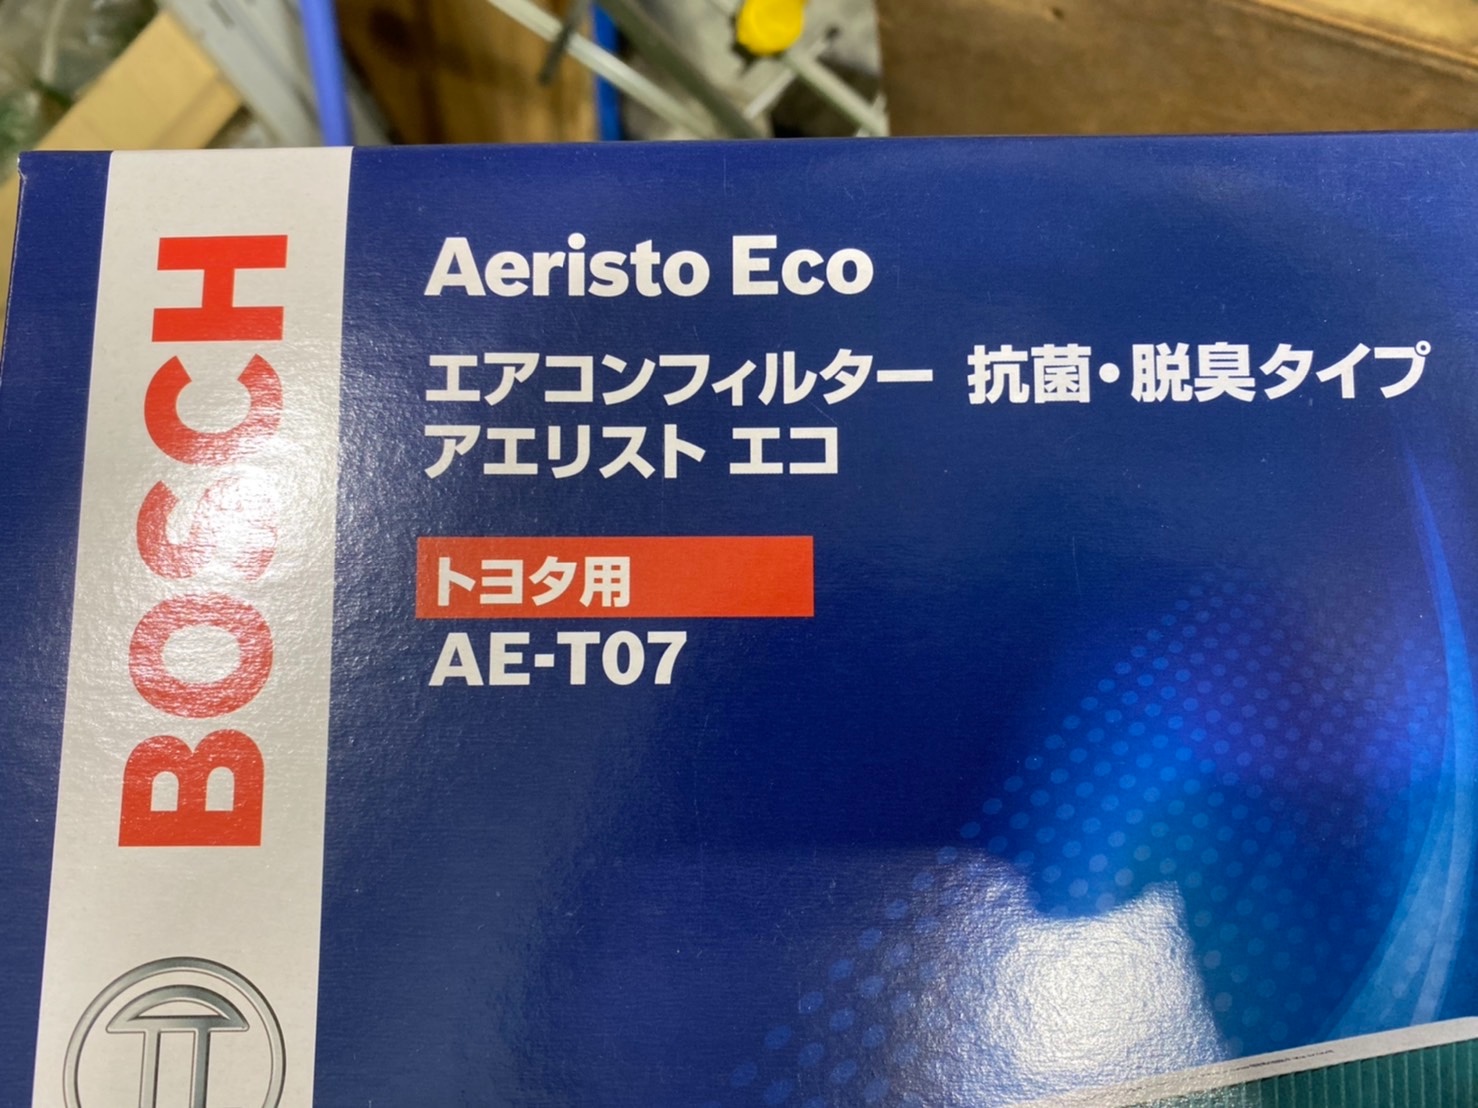 BOSCH
Aeristo Eco
エアコンフィルター 抗菌・脱臭タイプ
アエリスト エコ
トヨタ用
AE-T07